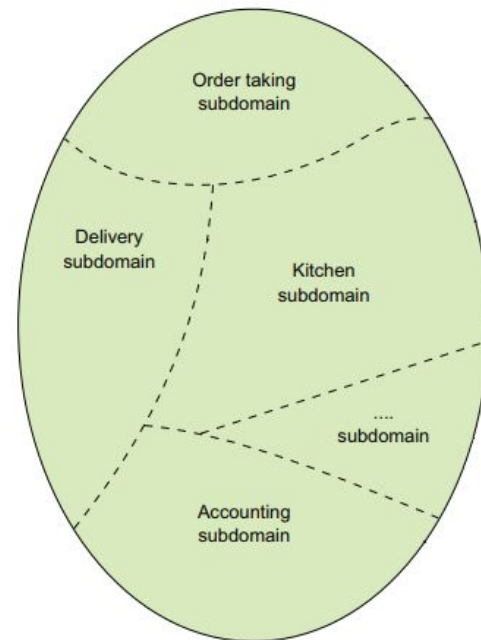 Order taking
subdomain
Delivery
subdomain
Kitchen
subdomain
....
subdomain
Accounting
subdomain